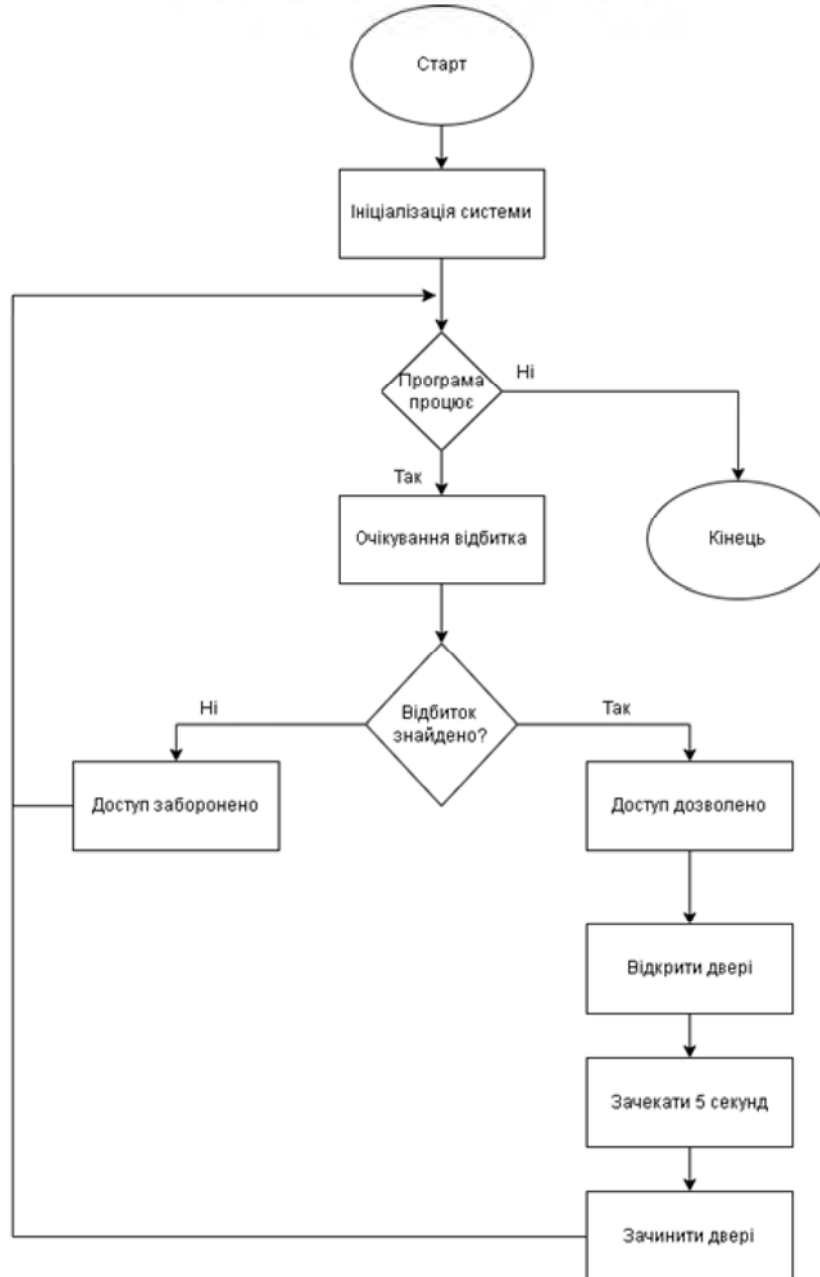 Старт
Ініціалізація системи
Програма
процює
Ні
Так
Очікування відбитка
Кінець
Відбиток
знайдено?
Ні
Так
Доступ заборонено
Доступ дозволено
Відкрити двері
Зачекати 5 секунд
Зачинити двері